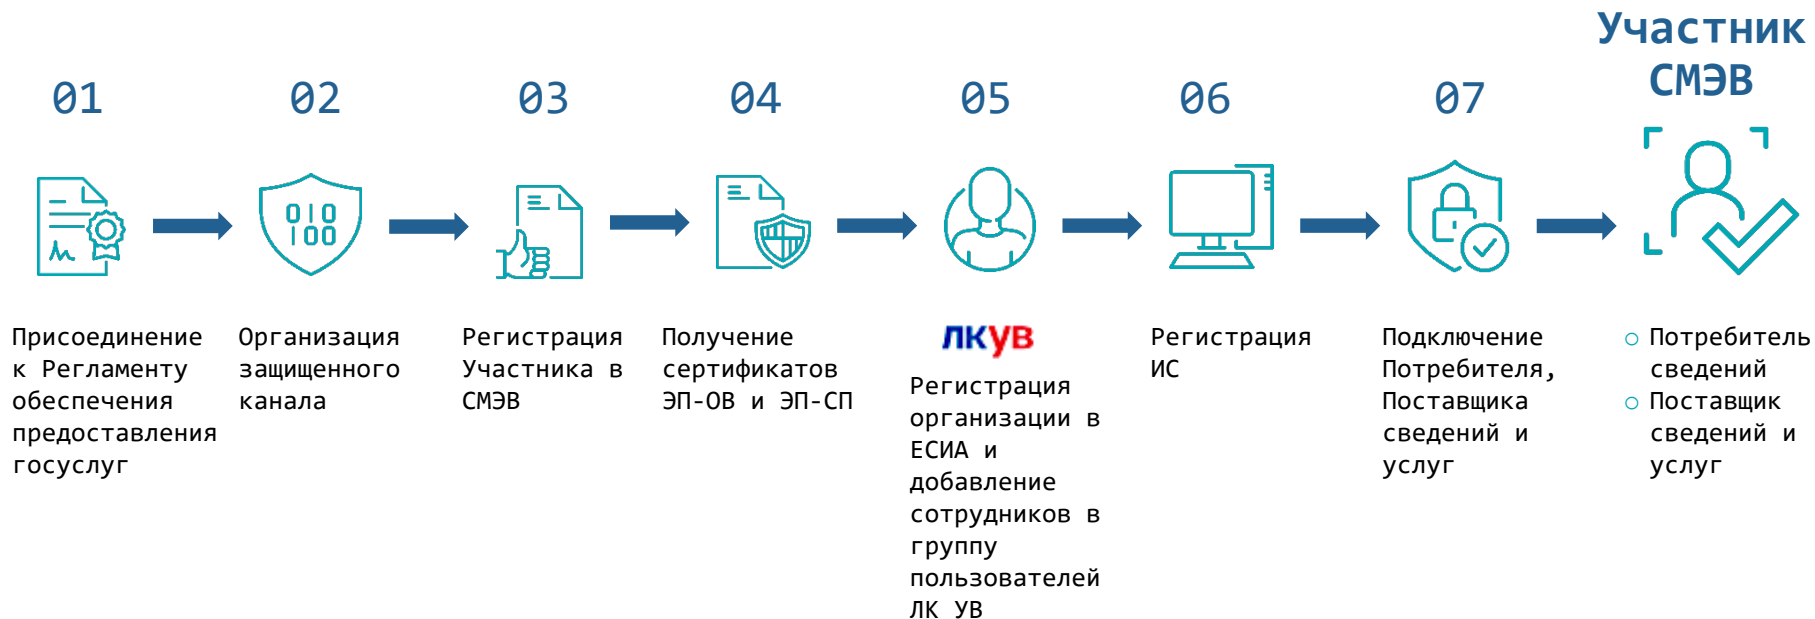 Участник
СМЭВ
01
02
03
04
05
06
07
010
100
Присоединение
к Регламенту
обеспечения
предоставления
госуслуг
Организация
защищенного
канала
Регистрация
Участника в
СМЭВ
Получение
сертификатов
ЭП-ОВ и ЭП-СП
ЛКУВ
Регистрация
организации в
ЕСИА и
добавление
сотрудников в
группу
пользователей
ЛК УВ
Регистрация
ИС
Подключение
Потребителя,
Поставщика
сведений и
услуг
Потребитель
сведений
Поставщик
сведений и
услуг